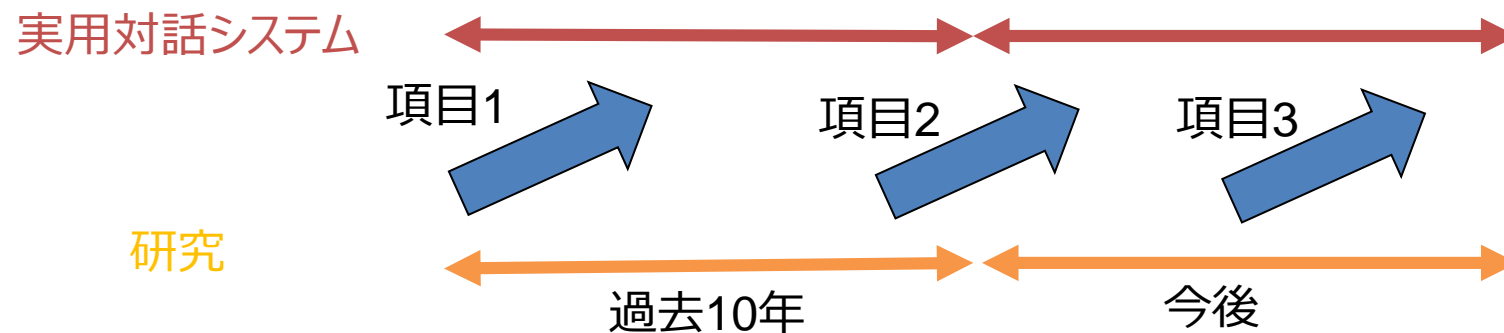 実用対話システム
項目1
項目2
項目3
研究
過去10年
今後